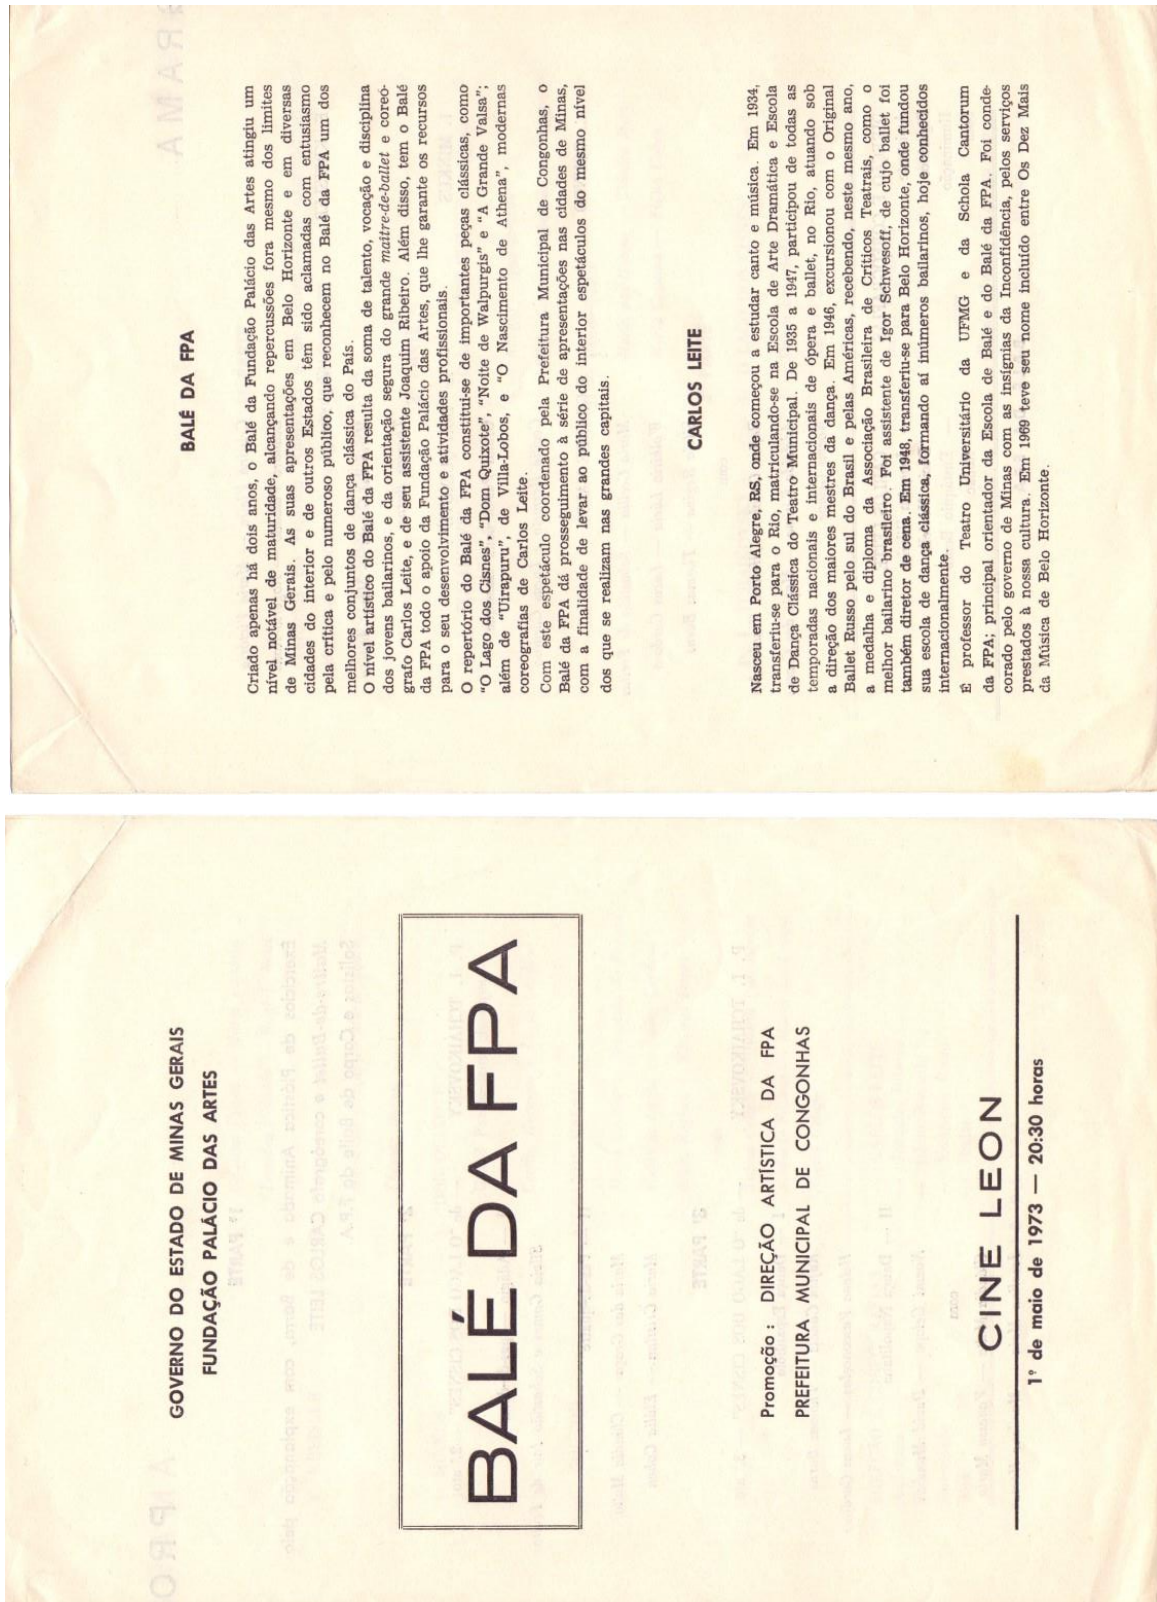 GOVERNO DO ESTADO DE MINAS GERAIS
FUNDAÇÃO PALÁCIO DAS ARTES
BALÉ DA FPA
Promoção : DIREÇÃO ARTÍSTICA DA FPA
PREFEITURA MUNICIPAL DE CONGONHAS
CINE LEON
1º de maio de 1973 — 20:30 horas
BALÉ DA FPA
Criado apenas há dois anos, o Balé da Fundação Palácio das Artes atingiu um
nível notável de maturidade, alcançando repercussões fora mesmo dos limites
de Minas Gerais. As suas apresentações em Belo Horizonte e em diversas
cidades do interior e de outros Estados têm sido aclamadas com entusiasmo
pela crítica e pelo numeroso público, que reconhecem no Balé da FPA um dos
melhores conjuntos de dança clássica do País.
O nível artístico do Balé da FPA resulta da soma de talento, vocação e disciplina
dos jovens bailarinos, e da orientação segura do grande maitre-de-ballet e coreó-
grafo Carlos Leite, e de seu assistente Joaquim Ribeiro. Além disso, tem o Balé
da FPA todo o apoio da Fundação Palácio das Artes, que lhe garante os recursos
para o seu desenvolvimento e atividades profissionais.
O repertório do Balé da FPA constitui-se de importantes peças clássicas, como
"O Lago dos Cisnes", "Dom Quixote", "Noite de Walpurgis" e "A Grande Valsa";
além de "Uirapuru", de Villa-Lobos, e "O Nascimento de Athena", modernas
coreografias de Carlos Leite.
Com este espetáculo coordenado pela Prefeitura Municipal de Congonhas, o
Balé da FPA dá prosseguimento à série de apresentações nas cidades de Minas,
com a finalidade de levar ao público do interior espetáculos do mesmo nível
dos que se realizam nas grandes capitais.
CARLOS LEITE
Nasceu em Porto Alegre, RS, onde começou a estudar canto e música. Em 1934,
transferiu-se para o Rio, matriculando-se na Escola de Arte Dramática e Escola
de Dança Clássica do Teatro Municipal. De 1935 a 1947, participou de todas as
temporadas nacionais e internacionais de ópera e ballet, no Rio, atuando sob
a direção dos maiores mestres da dança. Em 1946, excursionou com o Original
Ballet Russo pelo sul do Brasil e pelas Américas, recebendo, neste mesmo ano,
a medalha e diploma da Associação Brasileira de Críticos Teatrais, como o
melhor bailarino brasileiro. Foi assistente de Igor Schwesoff, de cujo ballet foi
também diretor de cena. Em 1948, transferiu-se para Belo Horizonte, onde fundou
sua escola de dança clássica, formando aí inúmeros bailarinos, hoje conhecidos
internacionalmente.
É professor do Teatro Universitário da UFMG e da Schola Cantorum
da FPA; principal orientador da Escola de Balé e do Balé da FPA. Foi conde-
corado pelo governo de Minas com as insígnias da Inconfidência, pelos serviços
prestados à nossa cultura. Em 1969 teve seu nome incluído entre Os Dez Mais
da Música de Belo Horizonte.